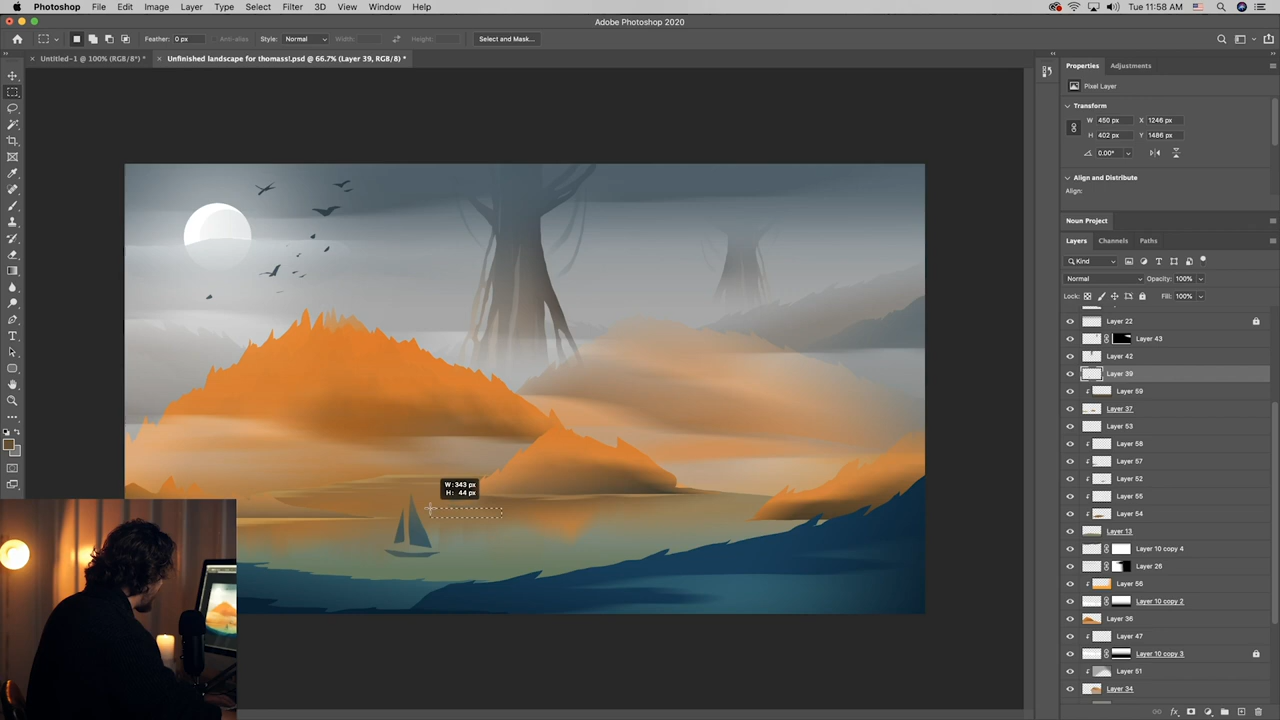 Photoshop File Edit Image Layer Type Select Filter 3D View Window Help Tue 11:58 AM
Adobe Photoshop 2020
Feather: 0 px Anti-alias Style: Normal Width: Height: Select and Mask...
Untitled-1 @ 100% (RGB/8*) * Unfinished landscape for thomass!.psd @ 66.7% (Layer 39, RGB/8) *
Properties Adjustments
Pixel Layer
Transform
W 450 px X 1246 px
H 402 px Y 1486 px
0.00°
Align and Distribute
Align:
Noun Project
Layers Channels Paths
Kind
Normal Opacity: 100%
Lock: Fill: 100%
Layer 22
Layer 43
Layer 42
Layer 39
Layer 59
Layer 37
Layer 53
Layer 58
Layer 57
Layer 52
Layer 55
Layer 54
Layer 13
Layer 10 copy 4
Layer 26
Layer 56
Layer 10 copy 2
Layer 36
Layer 47
Layer 10 copy 3
Layer 51
Layer 34
W: 343 px
H: 44 px